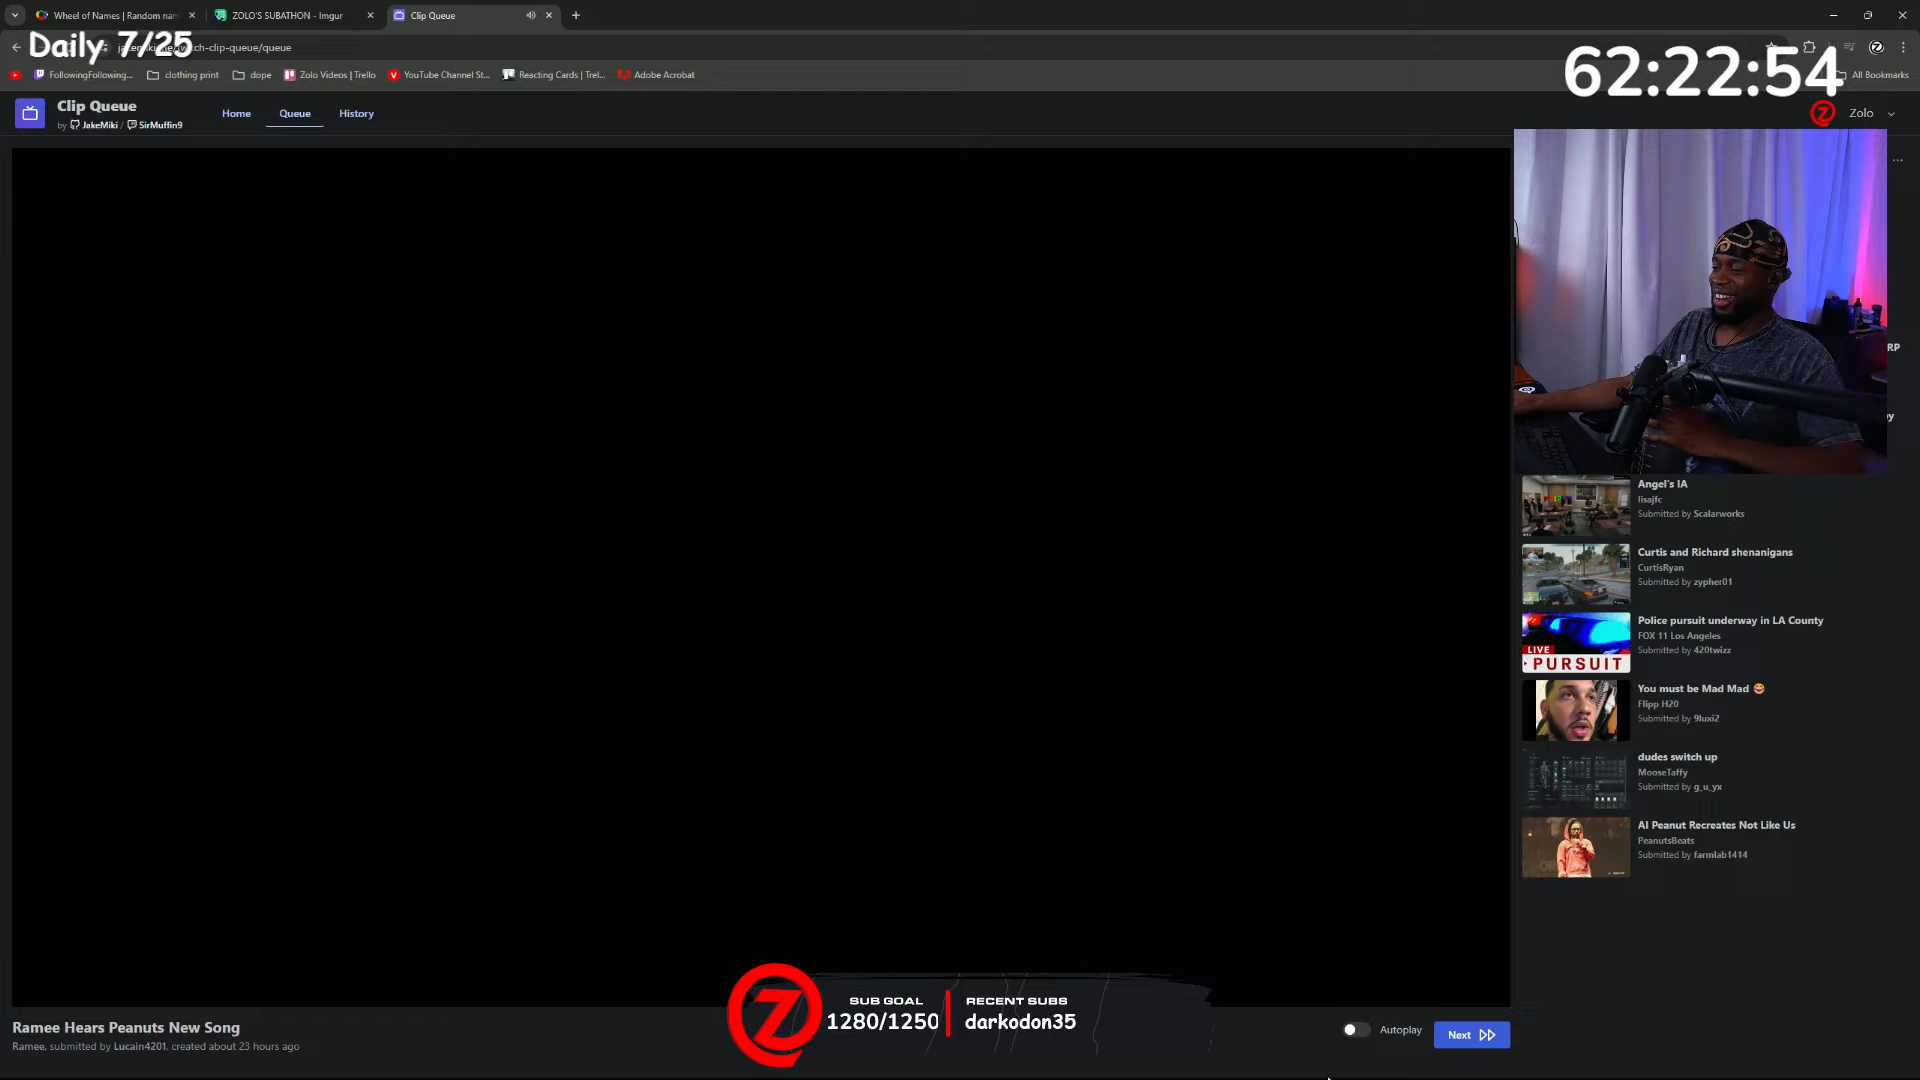 Wheel of Names | Random nam
ZOLO'S SUBATHON - Imgur
Clip Queue
Daily 7/25
62:22:54
FollowingFollowing...
clothing print
dope
Zolo Videos | Trello
YouTube Channel St...
Reacting Cards | Trel...
Adobe Acrobat
All Bookmarks
Clip Queue
by JakeMiki / SirMuffin9
Home
Queue
History
Zolo
RP
Angel's IA
lisajfc
Submitted by Scalarworks
Curtis and Richard shenanigans
CurtisRyan
Submitted by zypher01
Police pursuit underway in LA County
FOX 11 Los Angeles
Submitted by 420twizz
LIVE
PURSUIT
You must be Mad Mad 😂
Flipp H20
Submitted by 9luxi2
dudes switch up
MooseTaffy
Submitted by g_u_yx
AI Peanut Recreates Not Like Us
PeanutsBeats
Submitted by farmlab1414
SUB GOAL
1280/1250
RECENT SUBS
darkodon35
Ramee Hears Peanuts New Song
Ramee, submitted by Lucain4201, created about 23 hours ago
Autoplay
Next